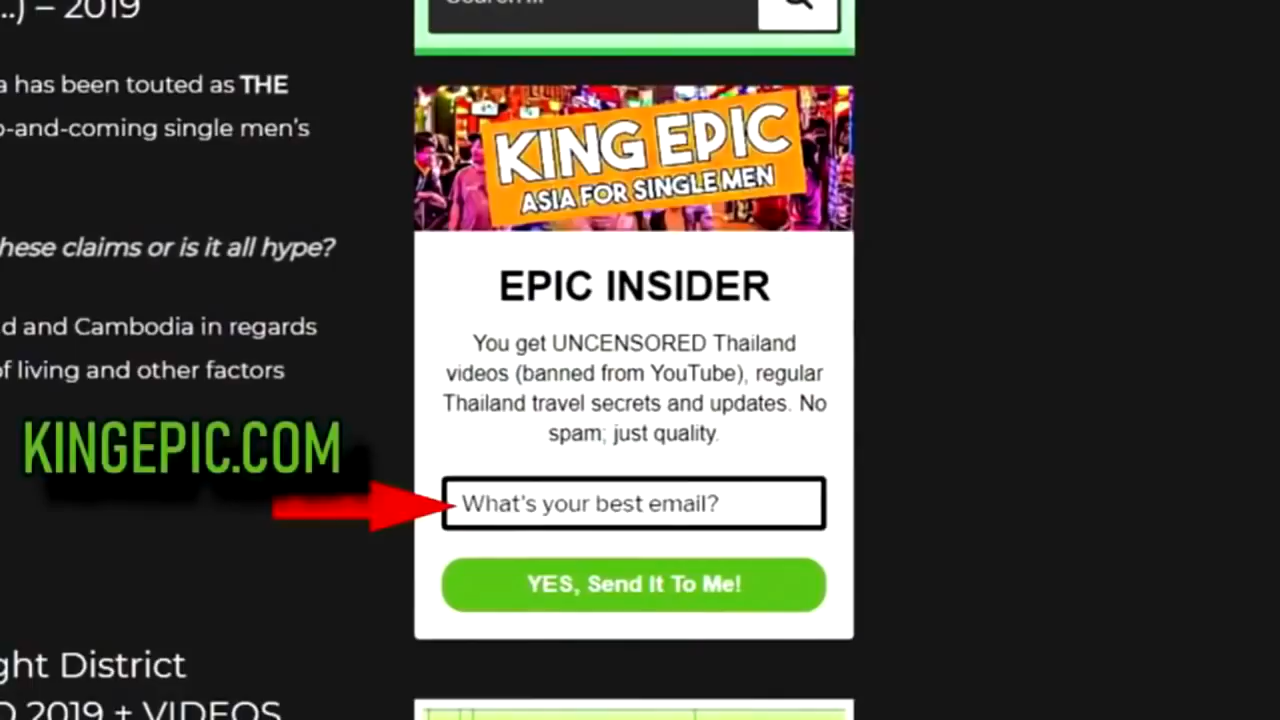 ..) – 2019
a has been touted as THE
-and-coming single men's
hese claims or is it all hype?
d and Cambodia in regards
of living and other factors
KINGEPIC.COM
ght District
2019 + VIDEOS
KING EPIC
ASIA FOR SINGLE MEN
EPIC INSIDER
You get UNCENSORED Thailand
videos (banned from YouTube), regular
Thailand travel secrets and updates. No
spam; just quality.
What's your best email?
YES, Send It To Me!